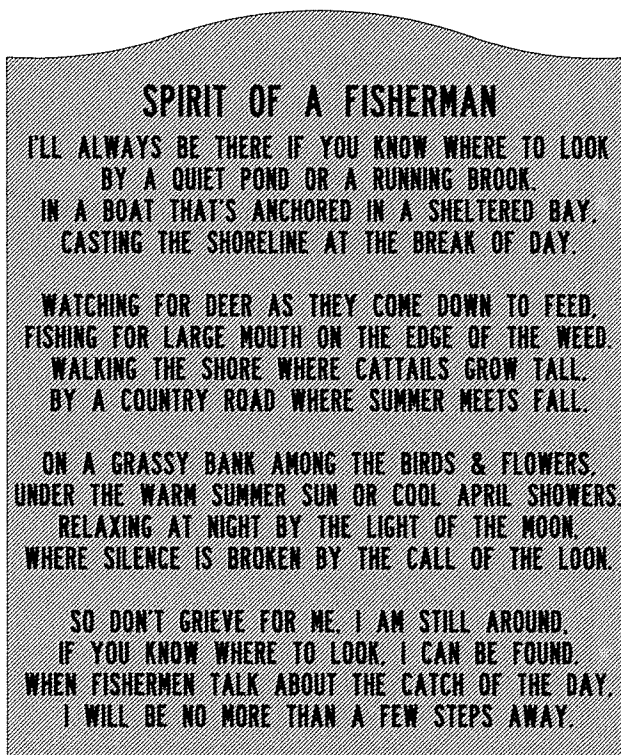 SPIRIT OF A FISHERMAN
I'LL ALWAYS BE THERE IF YOU KNOW WHERE TO LOOK
BY A QUIET POND OR A RUNNING BROOK.
IN A BOAT THAT'S ANCHORED IN A SHELTERED BAY,
CASTING THE SHORELINE AT THE BREAK OF DAY.
WATCHING FOR DEER AS THEY COME DOWN TO FEED,
FISHING FOR LARGE MOUTH ON THE EDGE OF THE WEED.
WALKING THE SHORE WHERE CATTAILS GROW TALL,
BY A COUNTRY ROAD WHERE SUMMER MEETS FALL.
ON A GRASSY BANK AMONG THE BIRDS & FLOWERS,
UNDER THE WARM SUMMER SUN OR COOL APRIL SHOWERS.
RELAXING AT NIGHT BY THE LIGHT OF THE MOON,
WHERE SILENCE IS BROKEN BY THE CALL OF THE LOON.
SO DON'T GRIEVE FOR ME, I AM STILL AROUND,
IF YOU KNOW WHERE TO LOOK, I CAN BE FOUND.
WHEN FISHERMEN TALK ABOUT THE CATCH OF THE DAY,
I WILL BE NO MORE THAN A FEW STEPS AWAY.